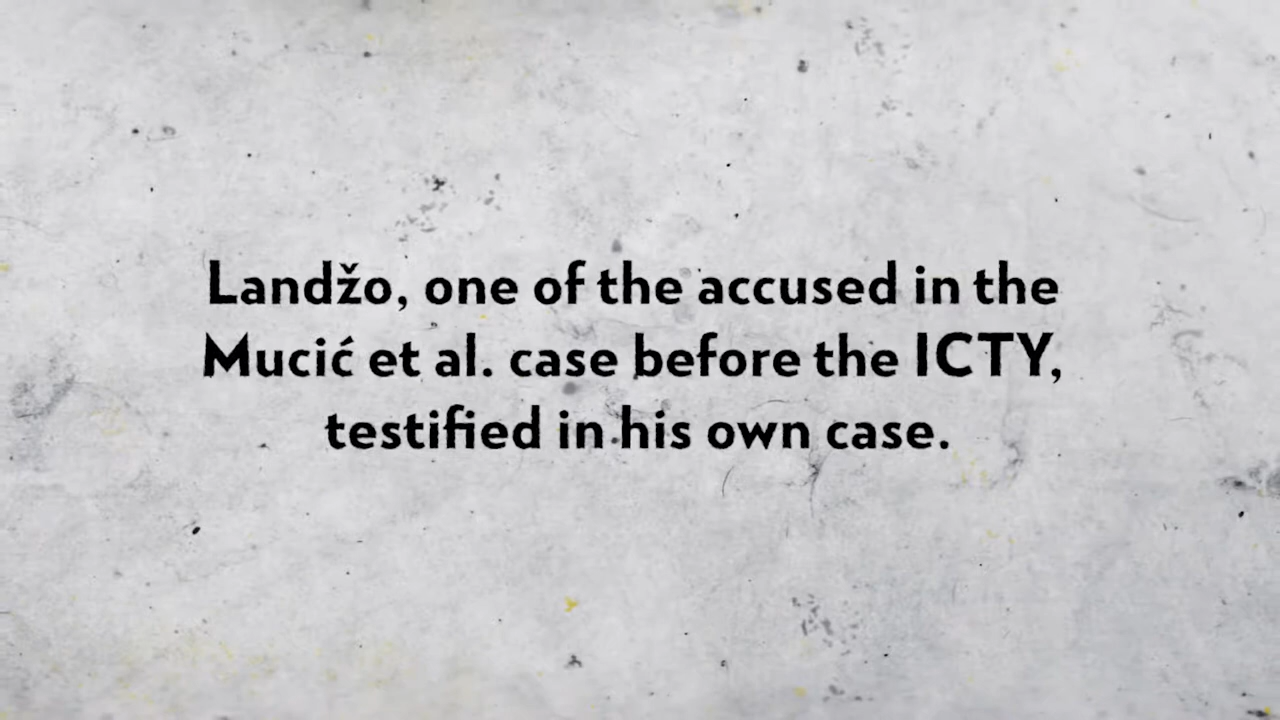 Landžo, one of the accused in the
Mucić et al. case before the ICTY,
testified in his own case.